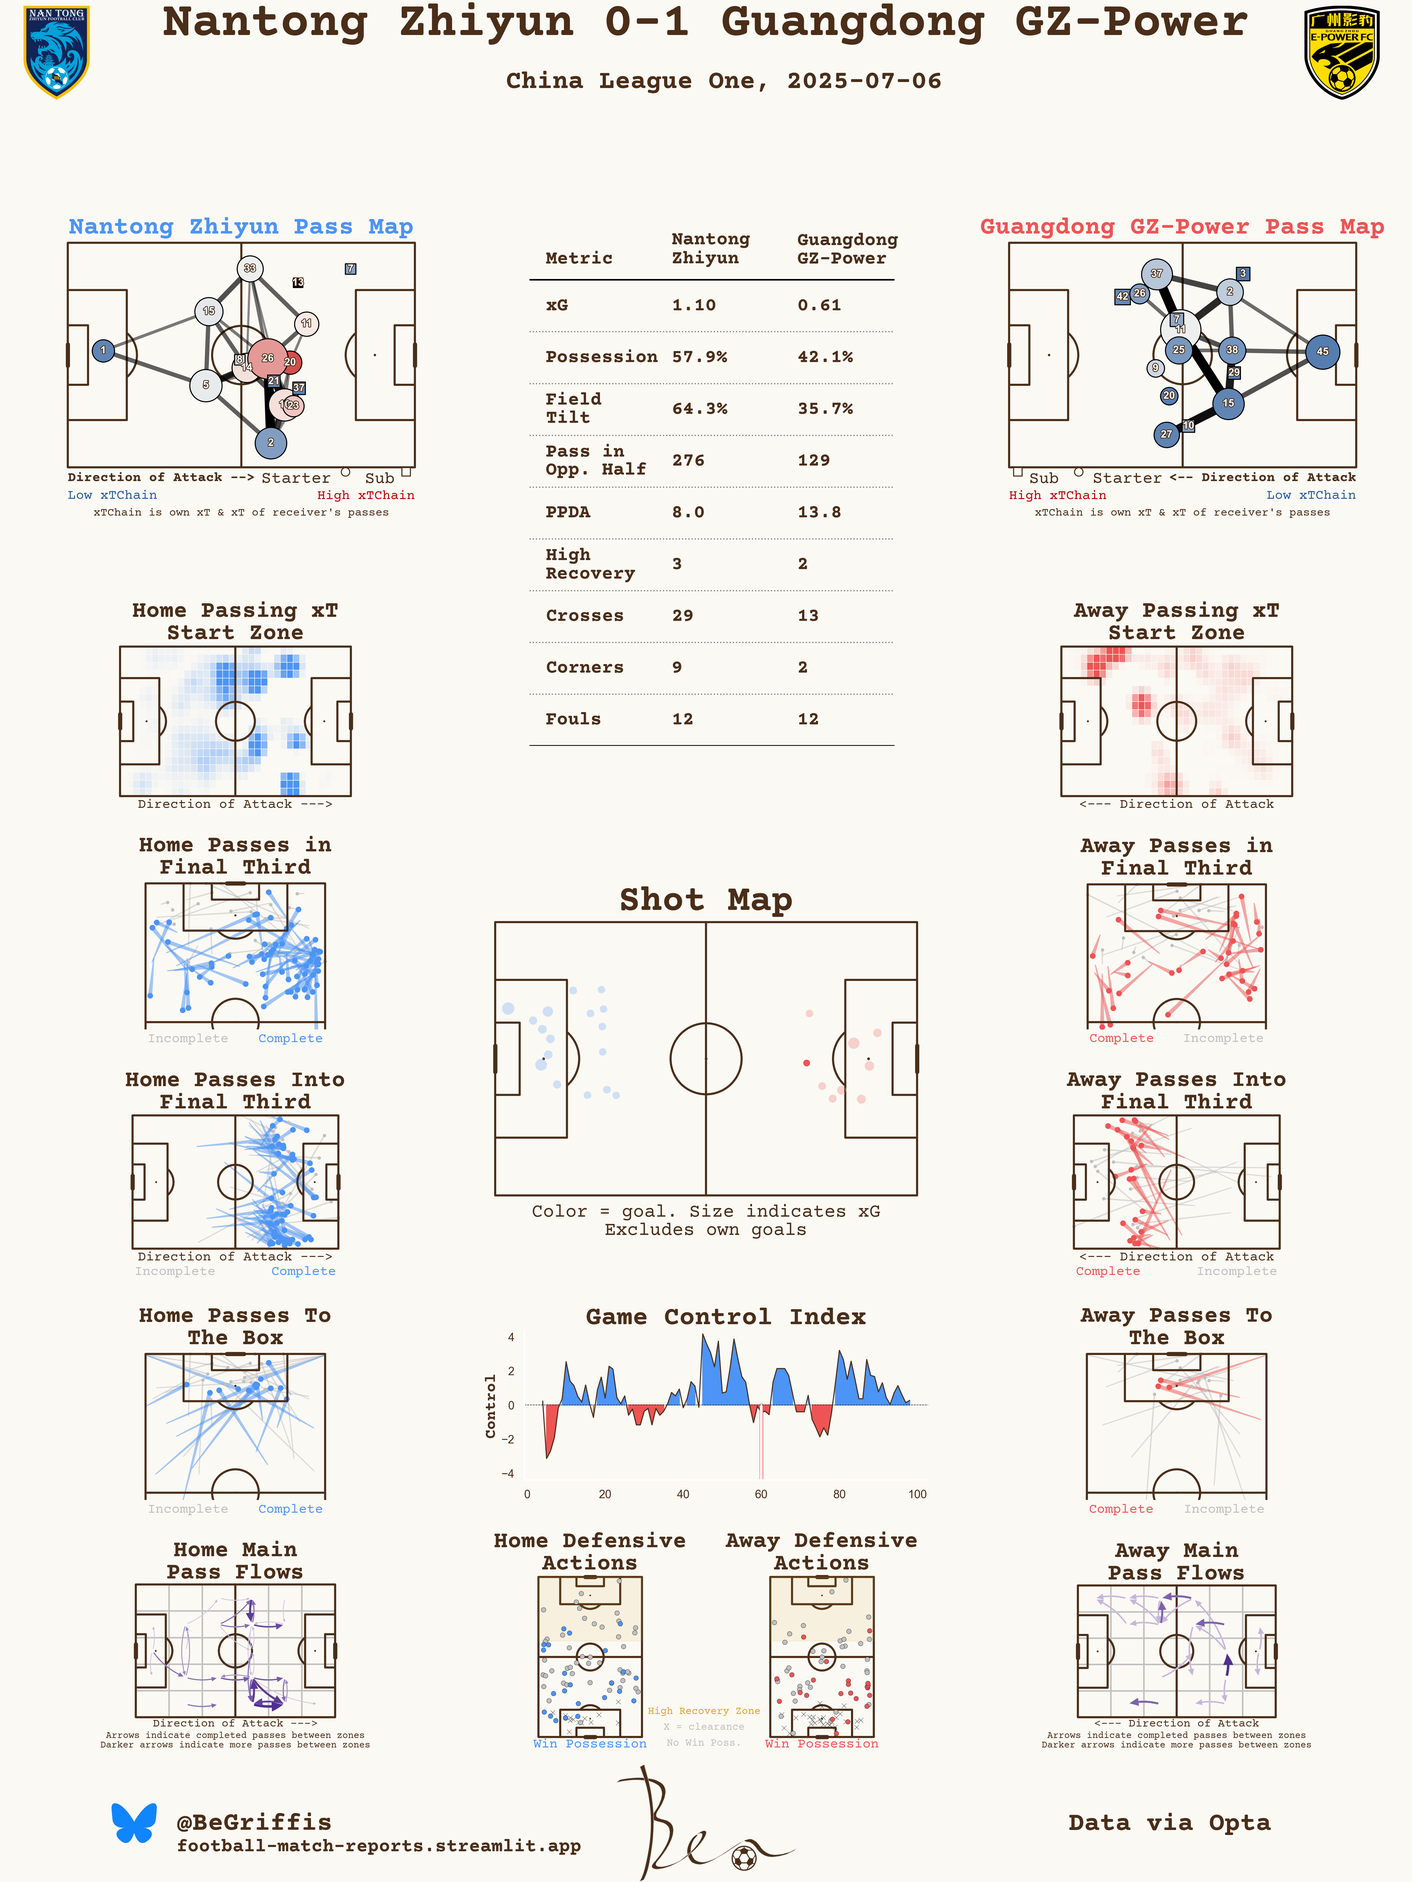 Nantong Zhiyun 0-1 Guangdong GZ-Power
China League One, 2025-07-06
NAN TONG
ZHIYUN FOOTBALL CLUB
广州影豹
GUANGZHOU
E-POWER FC
Nantong Zhiyun Pass Map
33
7
13
15
11
1
8
26
20
14
21
5
37
23
2
Direction of Attack --> Starter Sub
Low xTChain High xTChain
xTChain is own xT & xT of receiver's passes
Metric Nantong Zhiyun Guangdong GZ-Power
xG 1.10 0.61
Possession 57.9% 42.1%
Field Tilt 64.3% 35.7%
Pass in Opp. Half 276 129
PPDA 8.0 13.8
High Recovery 3 2
Crosses 29 13
Corners 9 2
Fouls 12 12
Guangdong GZ-Power Pass Map
37
3
42
26
2
7
11
25
38
45
9
29
20
15
10
27
Sub Starter <-- Direction of Attack
High xTChain Low xTChain
xTChain is own xT & xT of receiver's passes
Home Passing xT
Start Zone
Direction of Attack --->
Away Passing xT
Start Zone
<--- Direction of Attack
Home Passes in
Final Third
Incomplete Complete
Away Passes in
Final Third
Complete Incomplete
Shot Map
Color = goal. Size indicates xG
Excludes own goals
Home Passes Into
Final Third
Direction of Attack --->
Incomplete Complete
Away Passes Into
Final Third
<--- Direction of Attack
Complete Incomplete
Home Passes To
The Box
Incomplete Complete
Game Control Index
Control
4
2
0
−2
−4
0 20 40 60 80 100
Away Passes To
The Box
Complete Incomplete
Home Main
Pass Flows
Direction of Attack --->
Arrows indicate completed passes between zones
Darker arrows indicate more passes between zones
Home Defensive
Actions
Win Possession
High Recovery Zone
X = clearance
No Win Poss.
Away Defensive
Actions
Win Possession
Away Main
Pass Flows
<--- Direction of Attack
Arrows indicate completed passes between zones
Darker arrows indicate more passes between zones
@BeGriffis
football-match-reports.streamlit.app
Ben
Data via Opta